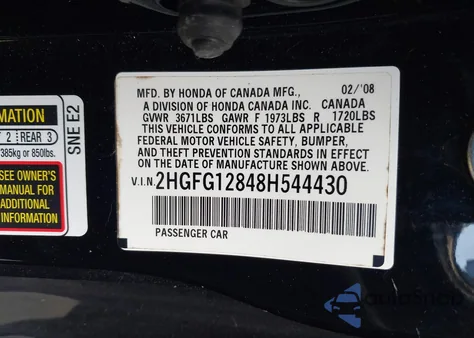 MFD. BY HONDA OF CANADA MFG., 02/'08
A DIVISION OF HONDA CANADA INC. CANADA
GVWR 3671LBS GAWR F 1973LBS R 1720LBS
THIS VEHICLE CONFORMS TO ALL APPLICABLE
FEDERAL MOTOR VEHICLE SAFETY, BUMPER,
AND THEFT PREVENTION STANDARDS IN EFFECT ON
THE DATE OF MANUFACTURE SHOWN ABOVE.
V.I.N. 2HGFG12848H544430
PASSENGER CAR
MATION
2 REAR 3
385kg or 850lbs.
SEE OWNER'S
MANUAL FOR
ADDITIONAL
INFORMATION
SNE E2